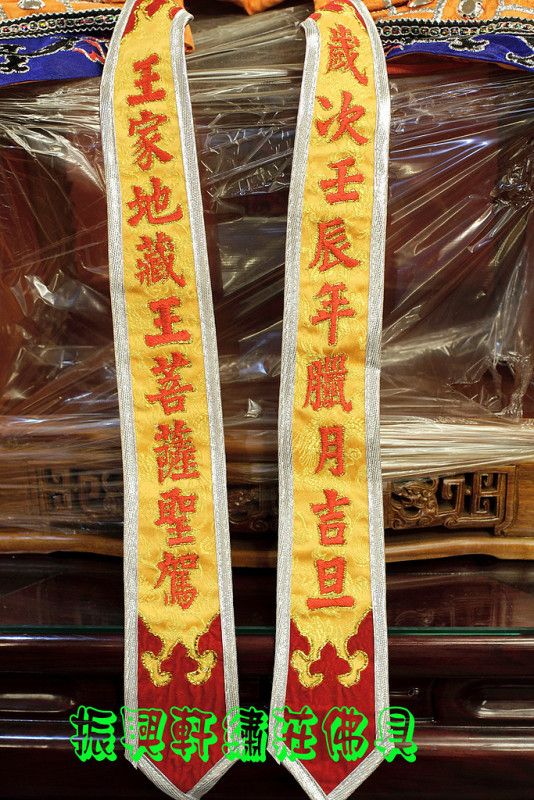 歲次壬辰年臘月吉旦
王家地藏王菩薩聖駕
振興軒繡莊佛具